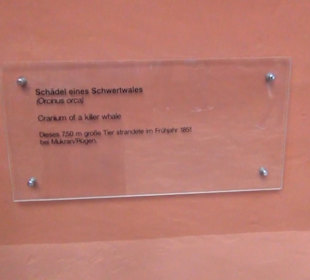 Schädel eines Schwertwales
(Orcinus orca)
Cranium of a killer whale
Dieses 7,50 m große Tier strandete im Frühjahr 1851
bei Mukran/Rügen.